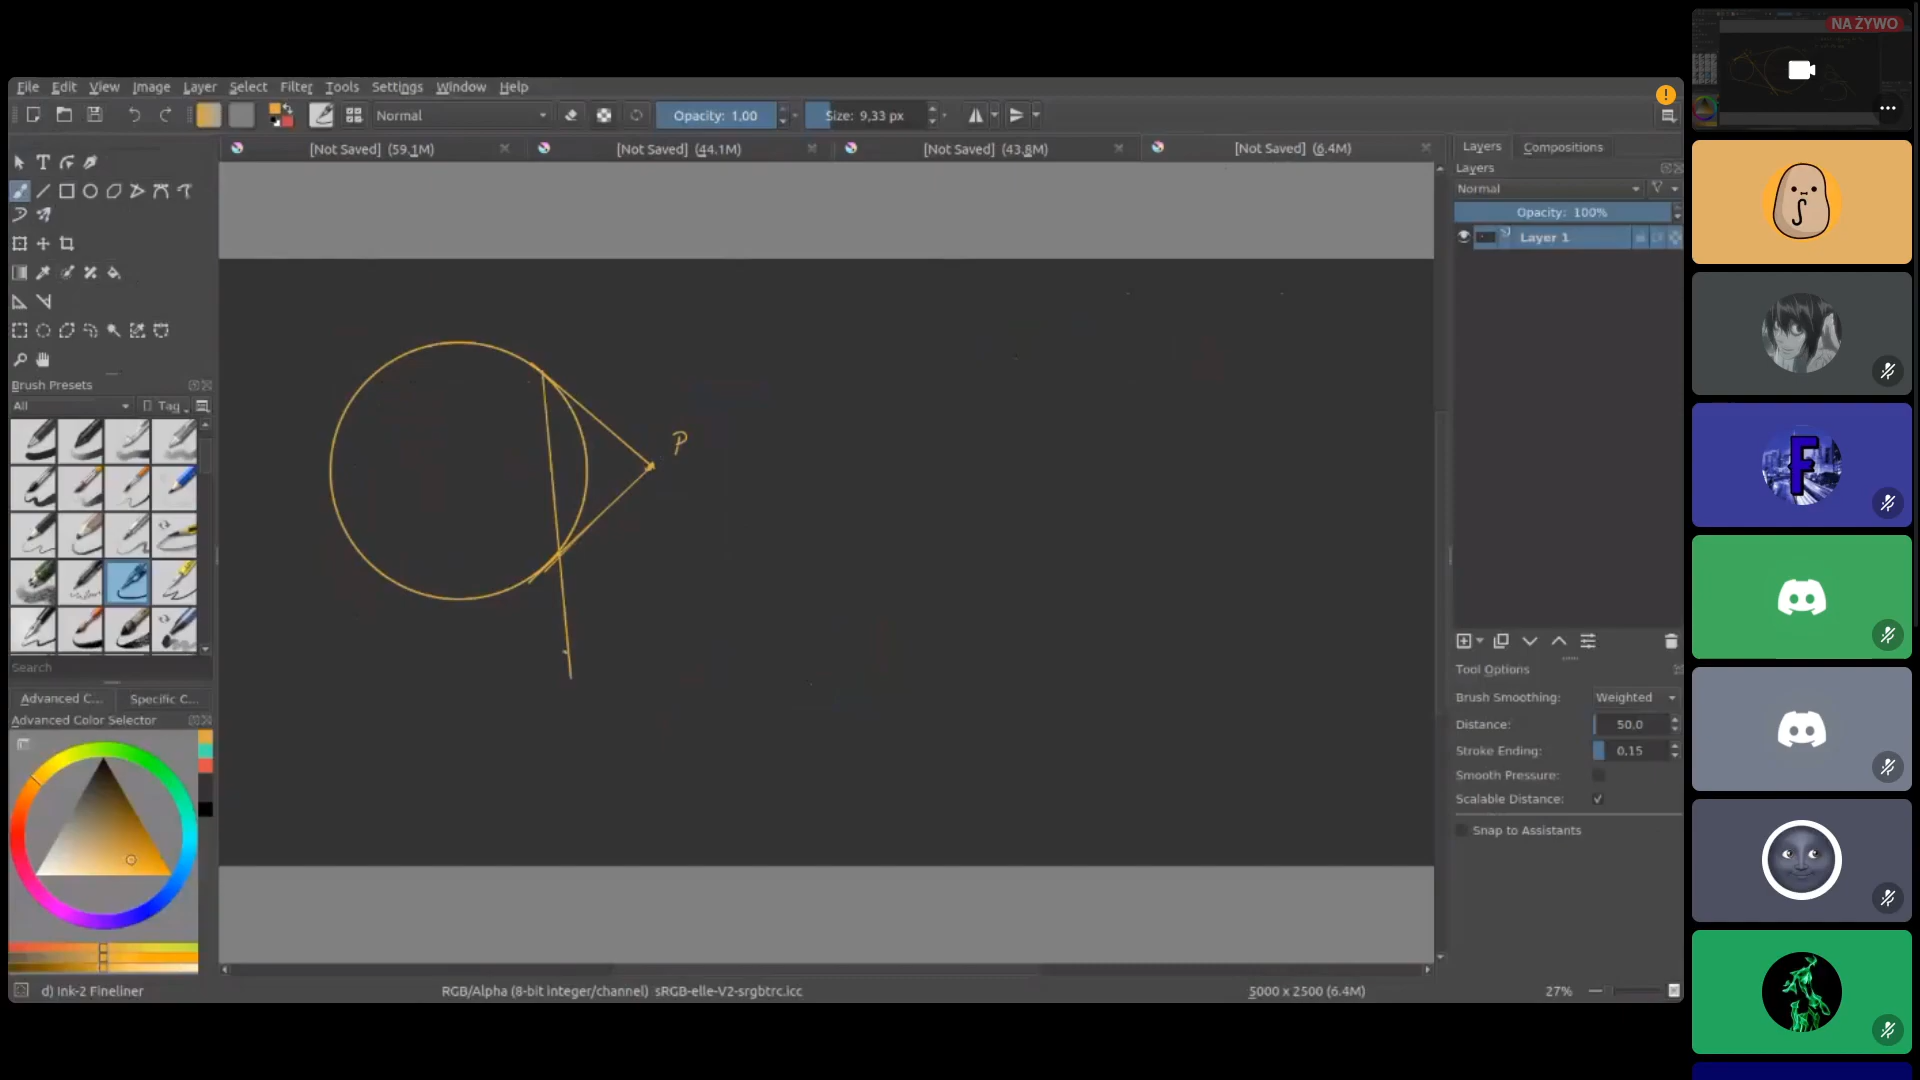 NA ŻYWO
File Edit View Image Layer Select Filter Tools Settings Window Help
Normal Opacity: 1,00 Size: 9,33 px
[Not Saved] (59.1M) [Not Saved] (44.1M) [Not Saved] (43.8M) [Not Saved] (6.4M)
Layers Compositions
Layers
Normal
Opacity: 100%
Layer 1
Brush Presets
All Tag
P
Search
Advanced C... Specific C...
Advanced Color Selector
Tool Options
Brush Smoothing: Weighted
Distance: 50,0
Stroke Ending: 0,15
Smooth Pressure:
Scalable Distance:
Snap to Assistants
d) Ink-2 Fineliner RGB/Alpha (8-bit integer/channel) sRGB-elle-V2-srgbtrc.icc 5000 x 2500 (6.4M) 27%
F